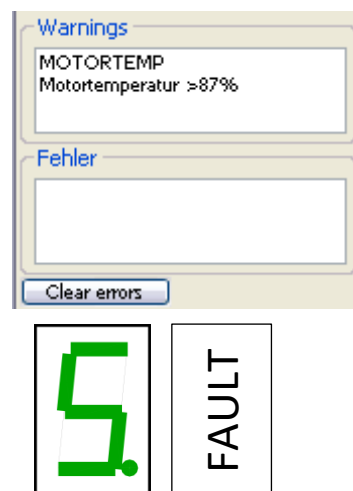 Warnings
MOTORTEMP
Motortemperatur >87%
Fehler
Clear errors
5.
FAULT